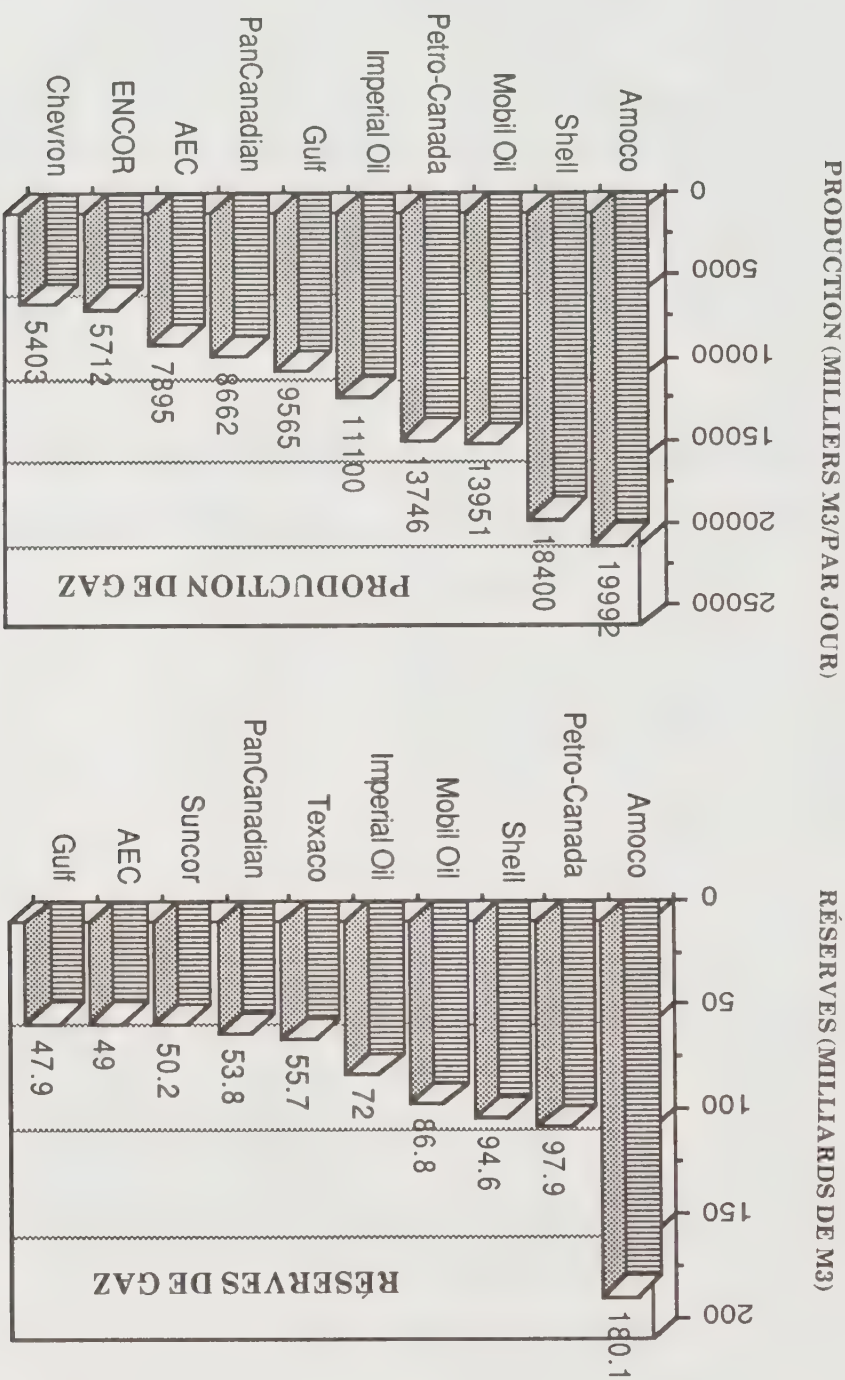 PRODUCTION (MILLIERS M3/PAR JOUR)
0
5000
10000
15000
20000
25000
Amoco
19992
Shell
18400
Mobil Oil
13951
Petro-Canada
13746
Imperial Oil
11100
Gulf
9565
PanCanadian
8662
AEC
7895
ENCOR
5712
Chevron
5403
PRODUCTION DE GAZ
RÉSERVES (MILLIARDS DE M3)
0
50
100
150
200
Amoco
180.1
Petro-Canada
97.9
Shell
94.6
Mobil Oil
86.8
Imperial Oil
72
Texaco
55.7
PanCanadian
53.8
Suncor
50.2
AEC
49
Gulf
47.9
RÉSERVES DE GAZ